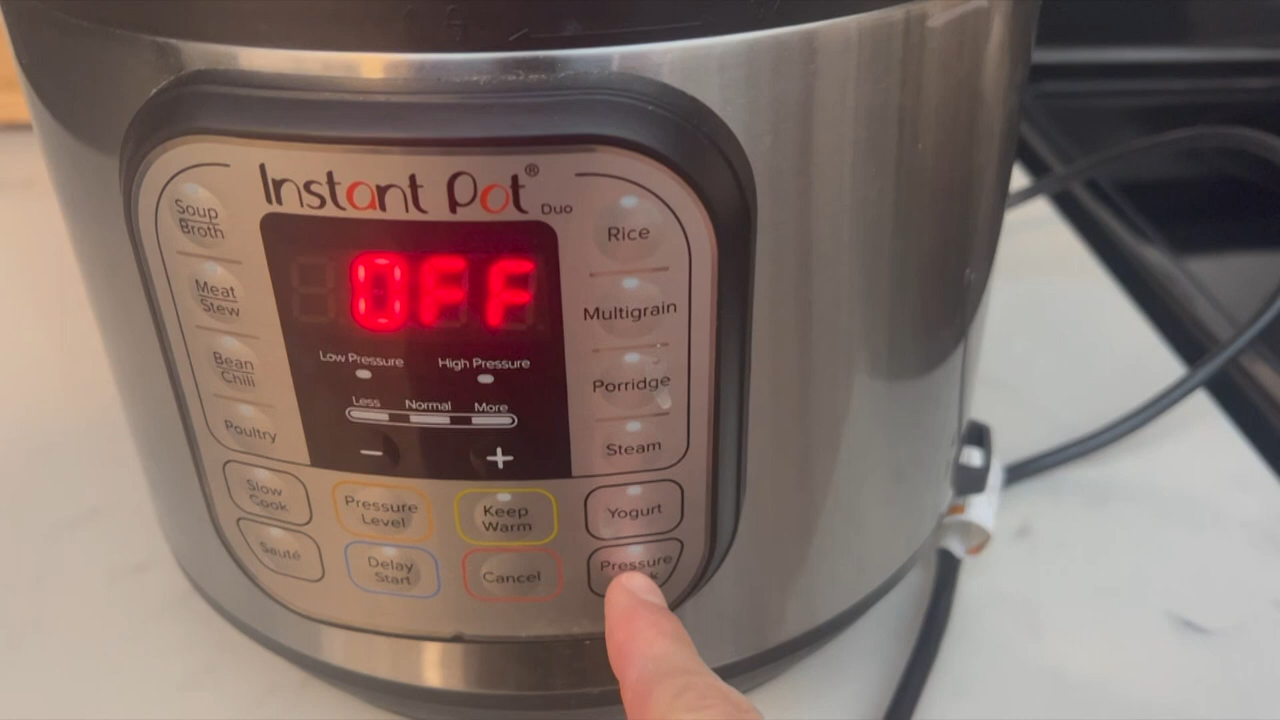 Instant Pot® Duo
Soup
Broth
Meat
Stew
Bean
Chili
Poultry
Slow
Cook
Sauté
OFF
Low Pressure
High Pressure
Less
Normal
More
−
+
Pressure
Level
Keep
Warm
Delay
Start
Cancel
Rice
Multigrain
Porridge
Steam
Yogurt
Pressure